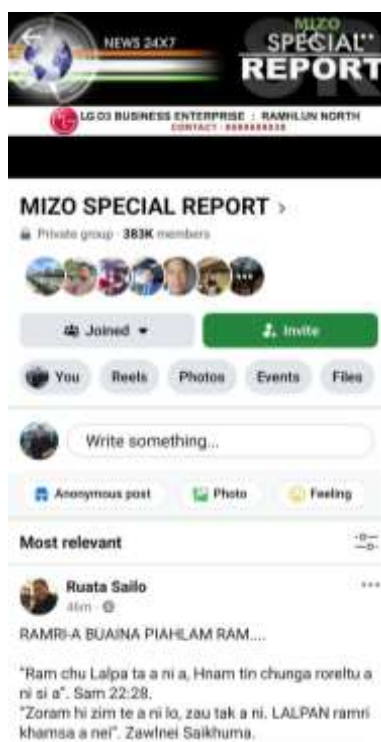 NEWS 24X7
MIZO
SPECIAL
REPORT
LG 03 BUSINESS ENTERPRISE : RAMHLUN NORTH
CONTACT :
MIZO SPECIAL REPORT >
Private group · 383K members
Joined
Invite
You Reels Photos Events Files
Write something...
Anonymous post Photo Feeling
Most relevant
Ruata Sailo
46m
RAMRI-A BUAINA PIAHLAM RAM....
"Ram chu Lalpa ta a ni a, Hnam tin chunga roreltu a
ni si a". Sam 22:28.
"Zoram hi zim te a ni lo, zau tak a ni. LALPAN ramri
khamsa a nei". Zawlnei Saikhuma.